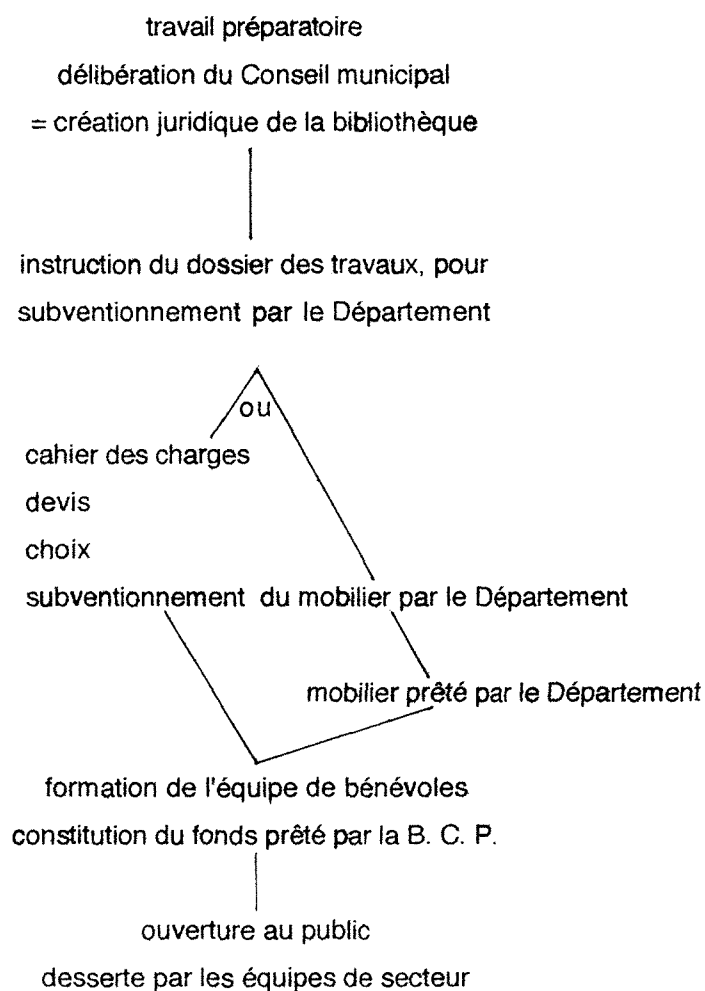 travail préparatoire
délibération du Conseil municipal
= création juridique de la bibliothèque
instruction du dossier des travaux, pour
subventionnement par le Département
ou
cahier des charges
devis
choix
subventionnement du mobilier par le Département
mobilier prêté par le Département
formation de l'équipe de bénévoles
constitution du fonds prêté par la B. C. P.
ouverture au public
desserte par les équipes de secteur